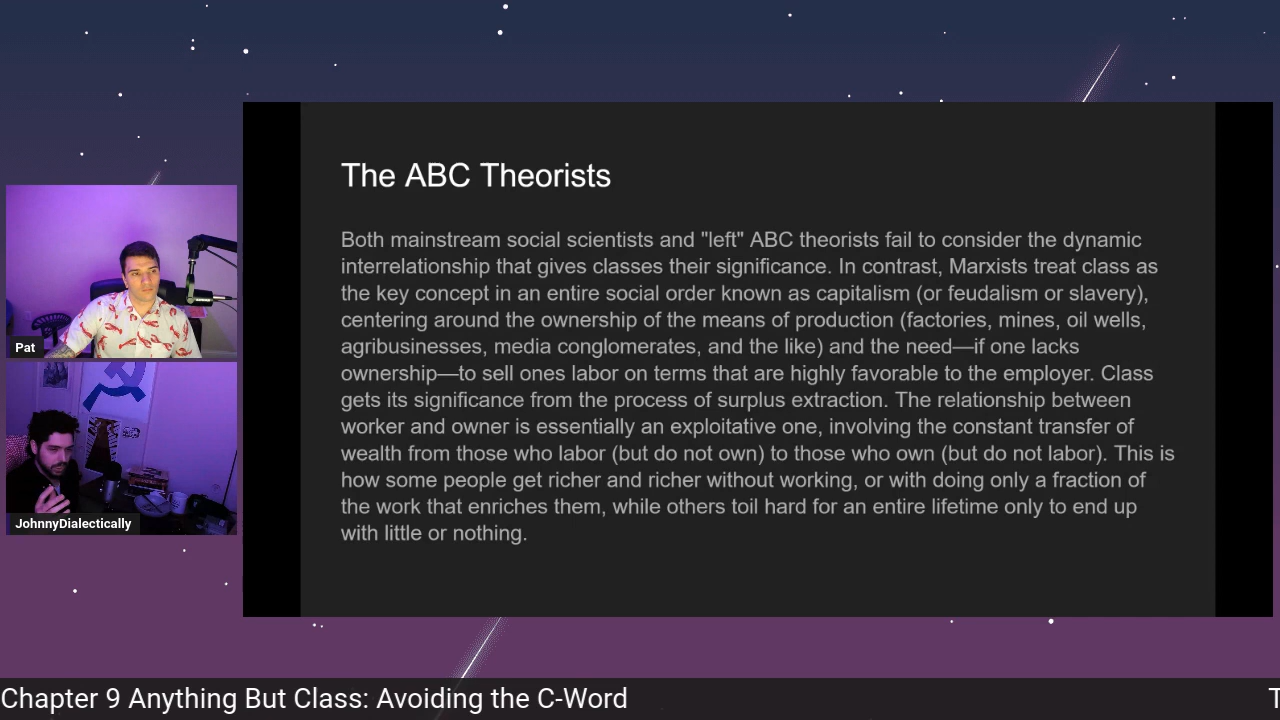 The ABC Theorists
Both mainstream social scientists and "left" ABC theorists fail to consider the dynamic
interrelationship that gives classes their significance. In contrast, Marxists treat class as
the key concept in an entire social order known as capitalism (or feudalism or slavery),
centering around the ownership of the means of production (factories, mines, oil wells,
agribusinesses, media conglomerates, and the like) and the need—if one lacks
ownership—to sell ones labor on terms that are highly favorable to the employer. Class
gets its significance from the process of surplus extraction. The relationship between
worker and owner is essentially an exploitative one, involving the constant transfer of
wealth from those who labor (but do not own) to those who own (but do not labor). This is
how some people get richer and richer without working, or with doing only a fraction of
the work that enriches them, while others toil hard for an entire lifetime only to end up
with little or nothing.
Pat
JohnnyDialectically
Chapter 9 Anything But Class: Avoiding the C-Word